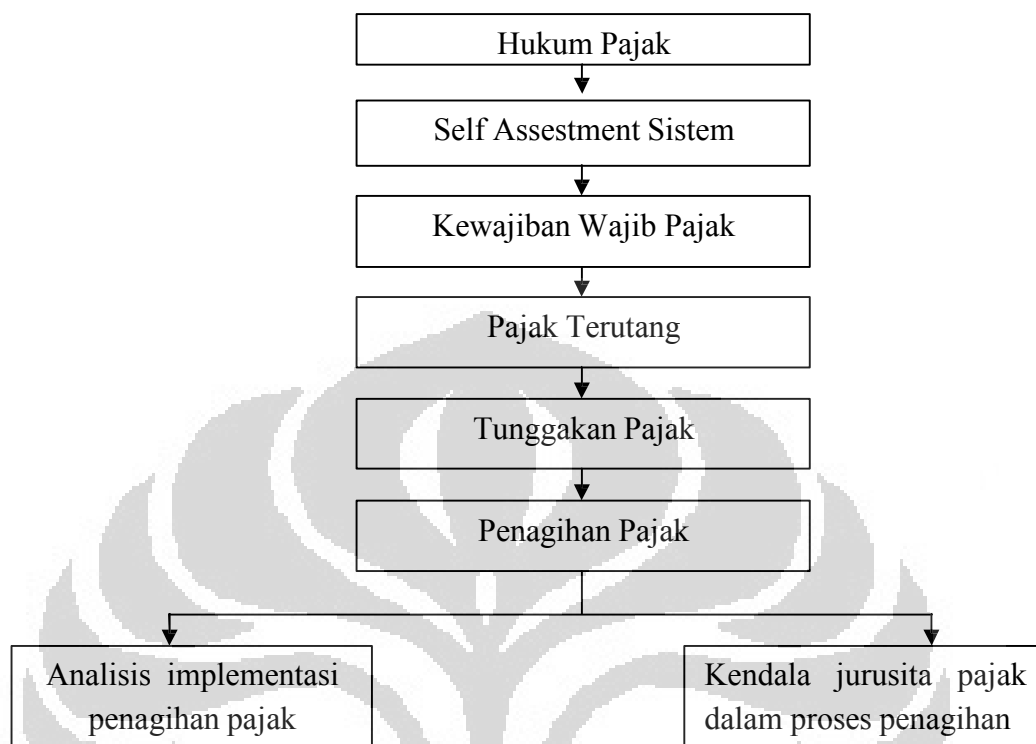 Hukum Pajak
Self Assestment Sistem
Kewajiban Wajib Pajak
Pajak Terutang
Tunggakan Pajak
Penagihan Pajak
Analisis implementasi
penagihan pajak
Kendala jurusita pajak
dalam proses penagihan